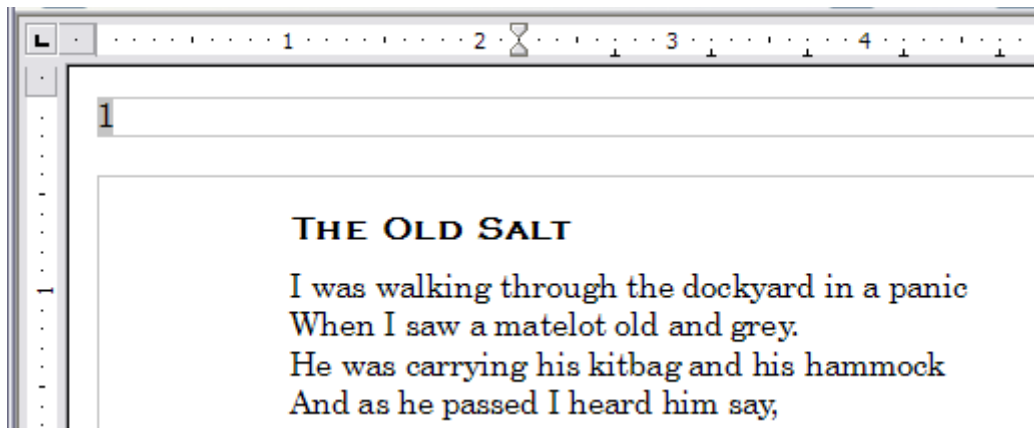 1 2 3 4
1
The Old Salt
I was walking through the dockyard in a panic
When I saw a matelot old and grey.
He was carrying his kitbag and his hammock
And as he passed I heard him say,
1